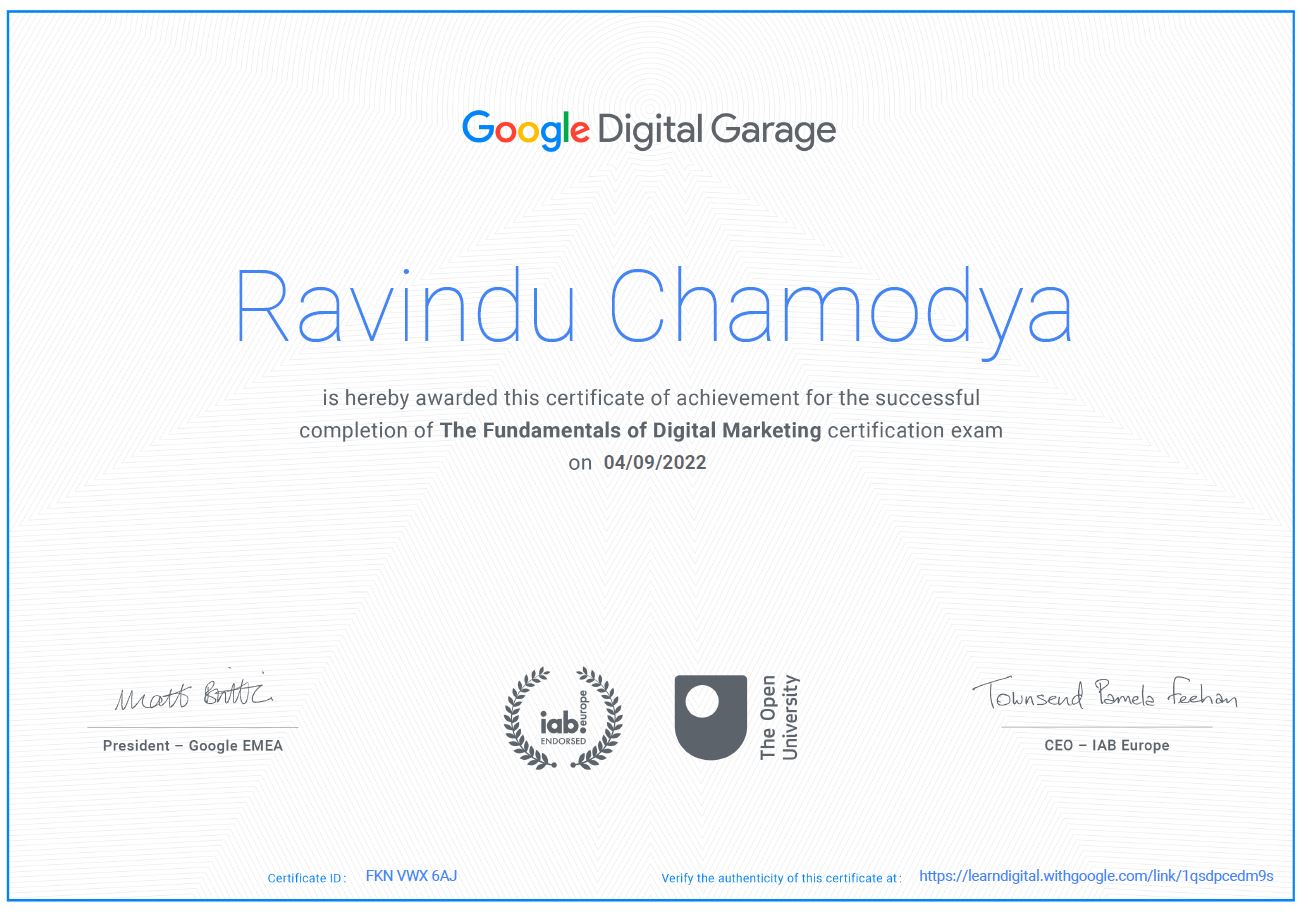 Google Digital Garage
Ravindu Chamodya
is hereby awarded this certificate of achievement for the successful
completion of The Fundamentals of Digital Marketing certification exam
on 04/09/2022
Matt Brittin
President – Google EMEA
iab europe
ENDORSED
The Open
University
Townsend Pamela Feehan
CEO – IAB Europe
Certificate ID: FKN VWX 6AJ
Verify the authenticity of this certificate at: https://learndigital.withgoogle.com/link/1qsdpcedm9s